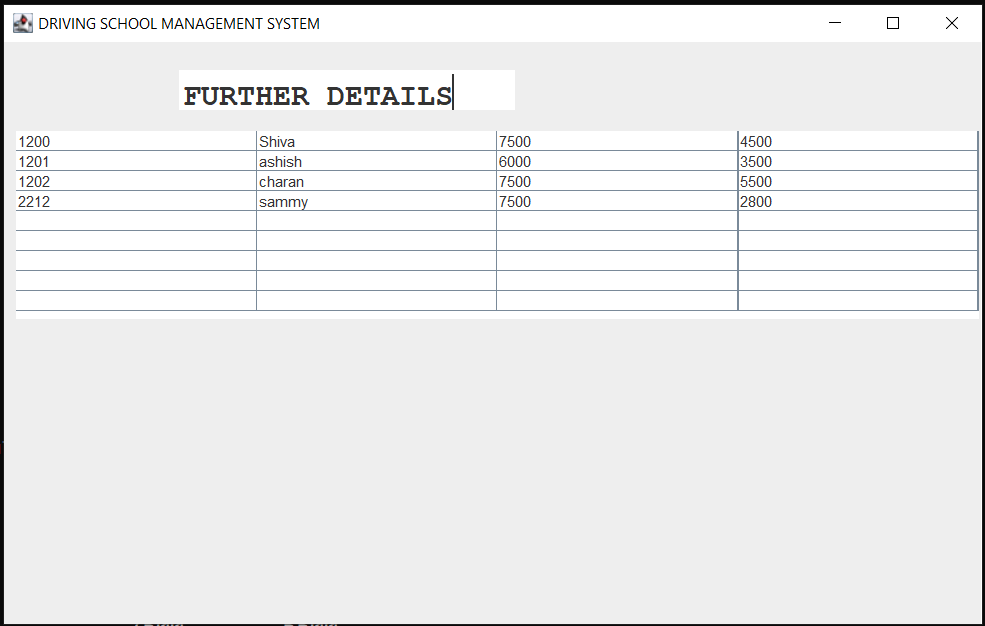 DRIVING SCHOOL MANAGEMENT SYSTEM
FURTHER DETAILS
1200 Shiva 7500 4500
1201 ashish 6000 3500
1202 charan 7500 5500
2212 sammy 7500 2800